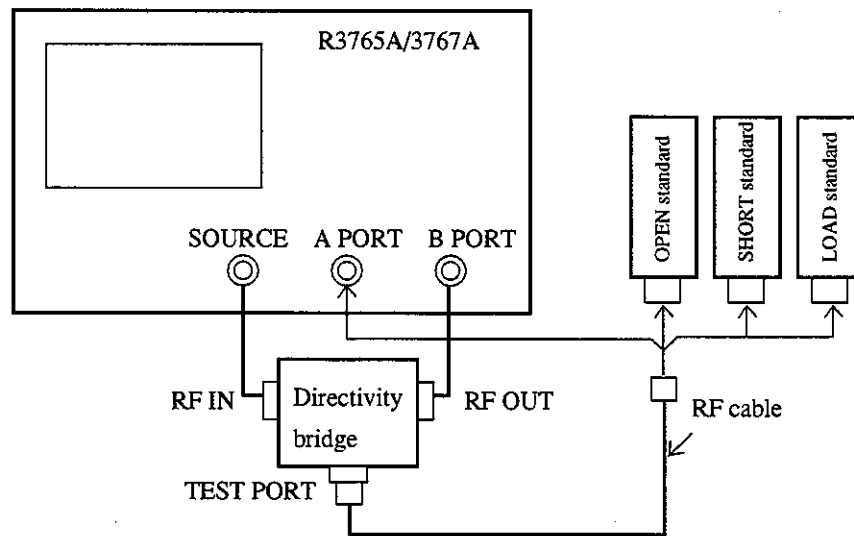 R3765A/3767A
SOURCE
A PORT
B PORT
OPEN standard
SHORT standard
LOAD standard
RF IN
Directivity
bridge
RF OUT
RF cable
TEST PORT